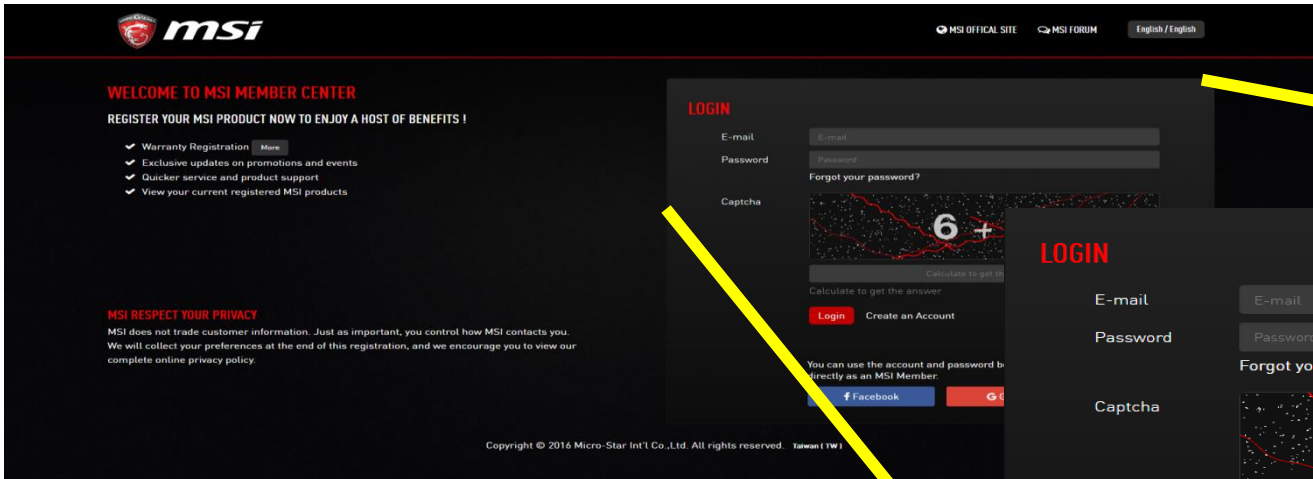 msi
MSI OFFICAL SITE MSI FORUM English / English
WELCOME TO MSI MEMBER CENTER
REGISTER YOUR MSI PRODUCT NOW TO ENJOY A HOST OF BENEFITS !
Warranty Registration More
Exclusive updates on promotions and events
Quicker service and product support
View your current registered MSI products
MSI RESPECT YOUR PRIVACY
MSI does not trade customer information. Just as important, you control how MSI contacts you.
We will collect your preferences at the end of this registration, and we encourage you to view our
complete online privacy policy.
LOGIN
E-mail E-mail
Password Password
Forgot your password?
Captcha
6 +
Calculate to get
Calculate to get the answer
Login Create an Account
You can use the account and password
directly as an MSI Member.
Facebook G
LOGIN
E-mail E-mail
Password Password
Forgot
Captcha
Copyright © 2016 Micro-Star Int'l Co.,Ltd. All rights reserved. Taiwan ( TW )